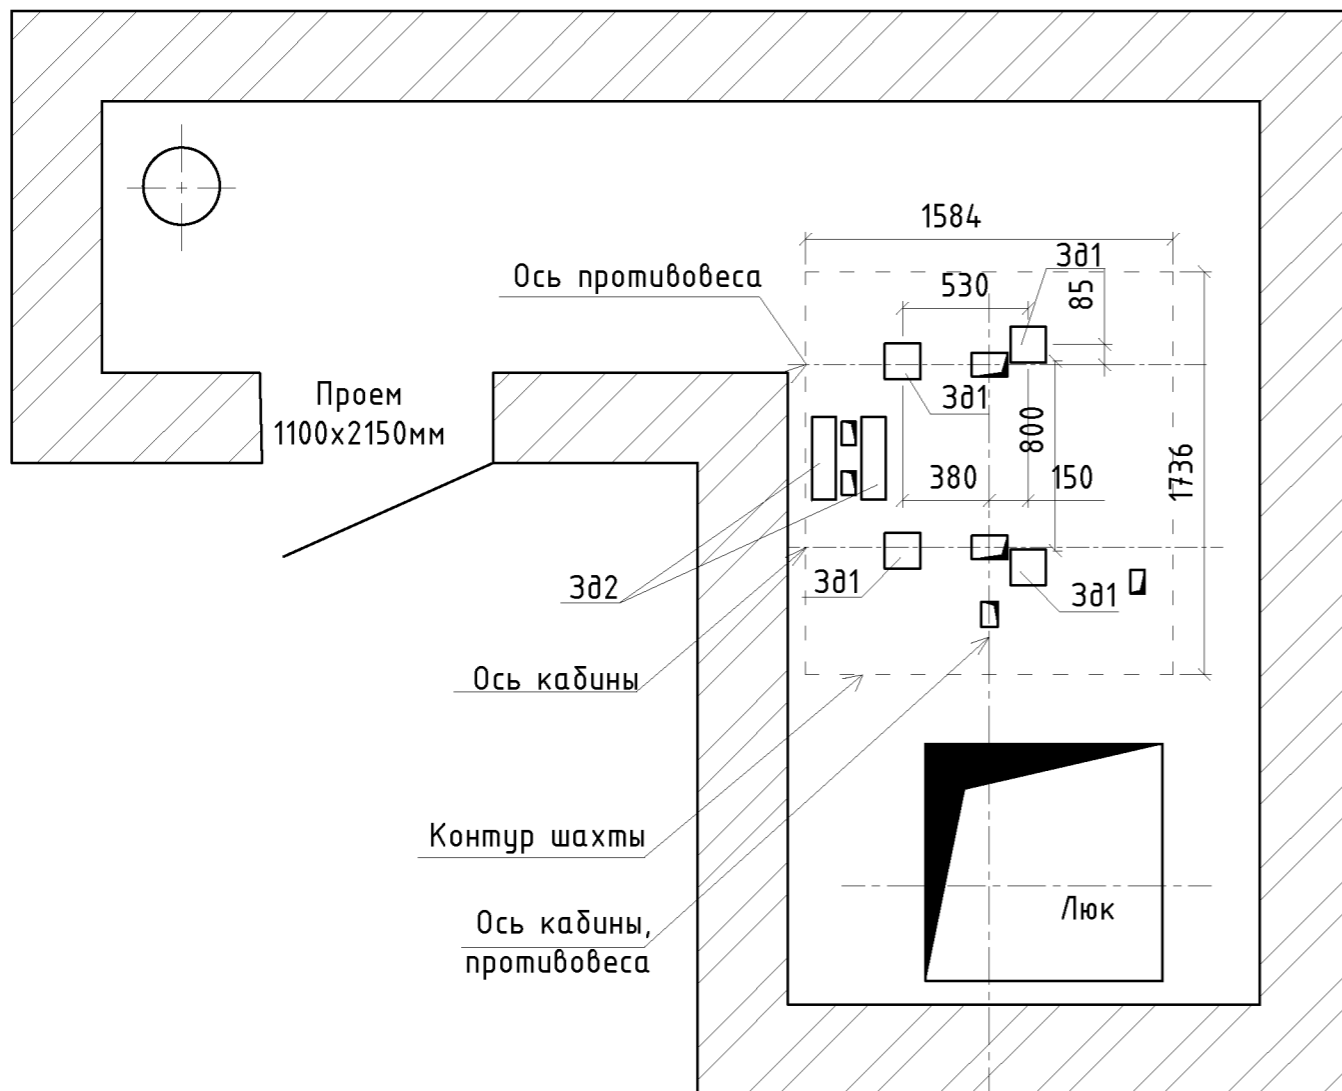 1584
Зд1
Ось противовеса
530
85
Проем
1100х2150мм
Зд1
800
380
150
1736
Зд2
Зд1
Зд1
Ось кабины
Контур шахты
Люк
Ось кабины,
противовеса